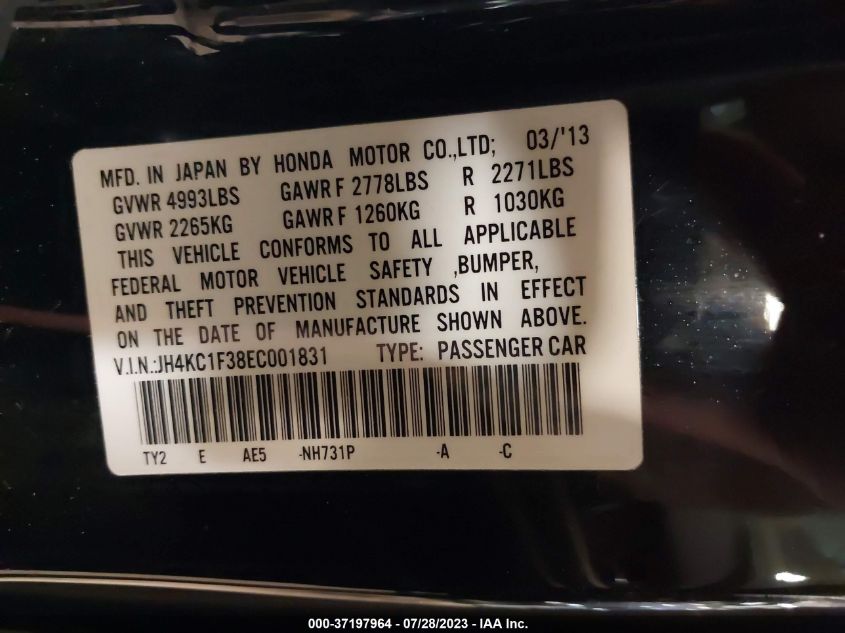 MFD. IN JAPAN BY HONDA MOTOR CO.,LTD; 03/'13
GVWR 4993LBS GAWR F 2778LBS R 2271LBS
GVWR 2265KG GAWR F 1260KG R 1030KG
THIS VEHICLE CONFORMS TO ALL APPLICABLE
FEDERAL MOTOR VEHICLE SAFETY ,BUMPER,
AND THEFT PREVENTION STANDARDS IN EFFECT
ON THE DATE OF MANUFACTURE SHOWN ABOVE.
V.I.N.:JH4KC1F38EC001831 TYPE: PASSENGER CAR
TY2 E AE5 -NH731P -A -C
000-37197964 - 07/28/2023 - IAA Inc.